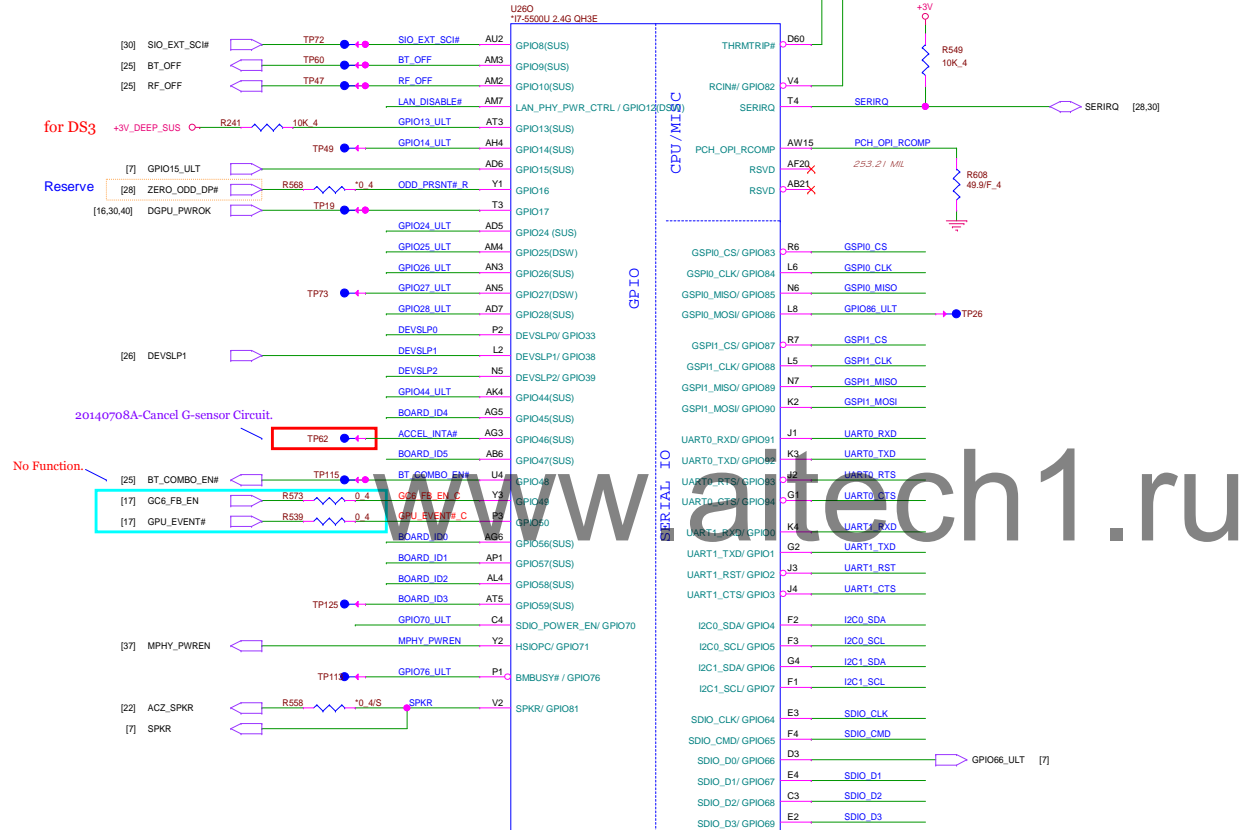 U26O
*I7-5500U 2.4G QH3E
+3V
[30] SIO_EXT_SCI# TP72 SIO_EXT_SCI# AU2 GPIO8(SUS) THRMTRIP# D60
R549
10K_4
[25] BT_OFF TP60 BT_OFF AM3 GPIO9(SUS)
[25] RF_OFF TP47 RF_OFF AM2 GPIO10(SUS) RCIN#/ GPIO82 V4
LAN_DISABLE# AM7 LAN_PHY_PWR_CTRL / GPIO12(DSW) SERIRQ T4 SERIRQ SERIRQ [28,30]
CPU/MISC
for DS3 +3V_DEEP_SUS R241 10K_4 GPIO13_ULT AT3 GPIO13(SUS)
TP49 GPIO14_ULT AH4 GPIO14(SUS) PCH_OPI_RCOMP AW15 PCH_OPI_RCOMP
[7] GPIO15_ULT AD6 GPIO15(SUS) RSVD AF20 253.21 MIL
R608
49.9/F_4
Reserve [28] ZERO_ODD_DP# R568 *0_4 ODD_PRSNT#_R Y1 GPIO16 RSVD AB21
[16,30,40] DGPU_PWROK TP19 T3 GPIO17
GPIO24_ULT AD5 GPIO24 (SUS)
GPIO25_ULT AM4 GPIO25(DSW) GSPI0_CS/ GPIO83 R6 GSPI0_CS
GPIO26_ULT AN3 GPIO26(SUS) GSPI0_CLK/ GPIO84 L6 GSPI0_CLK
GPIO
TP73 GPIO27_ULT AN5 GPIO27(DSW) GSPI0_MISO/ GPIO85 N6 GSPI0_MISO
GPIO28_ULT AD7 GPIO28(SUS) GSPI0_MOSI/ GPIO86 L8 GPIO86_ULT TP26
DEVSLP0 P2 DEVSLP0/ GPIO33 GSPI1_CS/ GPIO87 R7 GSPI1_CS
[26] DEVSLP1 DEVSLP1 L2 DEVSLP1/ GPIO38 GSPI1_CLK/ GPIO88 L5 GSPI1_CLK
DEVSLP2 N5 DEVSLP2/ GPIO39 GSPI1_MISO/ GPIO89 N7 GSPI1_MISO
GPIO44_ULT AK4 GPIO44(SUS) GSPI1_MOSI/ GPIO90 K2 GSPI1_MOSI
20140708A-Cancel G-sensor Circuit.
BOARD_ID4 AG5 GPIO45(SUS)
TP62 ACCEL_INTA# AG3 GPIO46(SUS) UART0_RXD/ GPIO91 J1 UART0_RXD
BOARD_ID5 AB6 GPIO47(SUS) UART0_TXD/ GPIO92 K3 UART0_TXD
No Function.
[25] BT_COMBO_EN# TP115 BT_COMBO_EN# U4 GPIO48 UART0_RTS/ GPIO93 J2 UART0_RTS
[17] GC6_FB_EN R573 0_4 GC6_FB_EN_C Y3 GPIO49 UART0_CTS/ GPIO94 G1 UART0_CTS
SERIAL IO
www.aitech1.ru
[17] GPU_EVENT# R539 0_4 GPU_EVENT#_C P3 GPIO50 UART1_RXD/ GPIO0 K4 UART1_RXD
BOARD_ID0 AG6 GPIO56(SUS) UART1_TXD/ GPIO1 G2 UART1_TXD
BOARD_ID1 AP1 GPIO57(SUS) UART1_RST/ GPIO2 J3 UART1_RST
BOARD_ID2 AL4 GPIO58(SUS) UART1_CTS/ GPIO3 J4 UART1_CTS
TP125 BOARD_ID3 AT5 GPIO59(SUS)
GPIO70_ULT C4 SDIO_POWER_EN/ GPIO70 I2C0_SDA/ GPIO4 F2 I2C0_SDA
[37] MPHY_PWREN MPHY_PWREN Y2 HSIOPC/ GPIO71 I2C0_SCL/ GPIO5 F3 I2C0_SCL
I2C1_SDA/ GPIO6 G4 I2C1_SDA
GPIO76_ULT P1 BMBUSY# / GPIO76 I2C1_SCL/ GPIO7 F1 I2C1_SCL
[22] ACZ_SPKR R558 *0_4/S SPKR V2 SPKR/ GPIO81
SDIO_CLK/ GPIO64 E3 SDIO_CLK
[7] SPKR SDIO_CMD/ GPIO65 F4 SDIO_CMD
SDIO_D0/ GPIO66 D3 GPIO66_ULT [7]
SDIO_D1/ GPIO67 E4 SDIO_D1
SDIO_D2/ GPIO68 C3 SDIO_D2
SDIO_D3/ GPIO69 E2 SDIO_D3